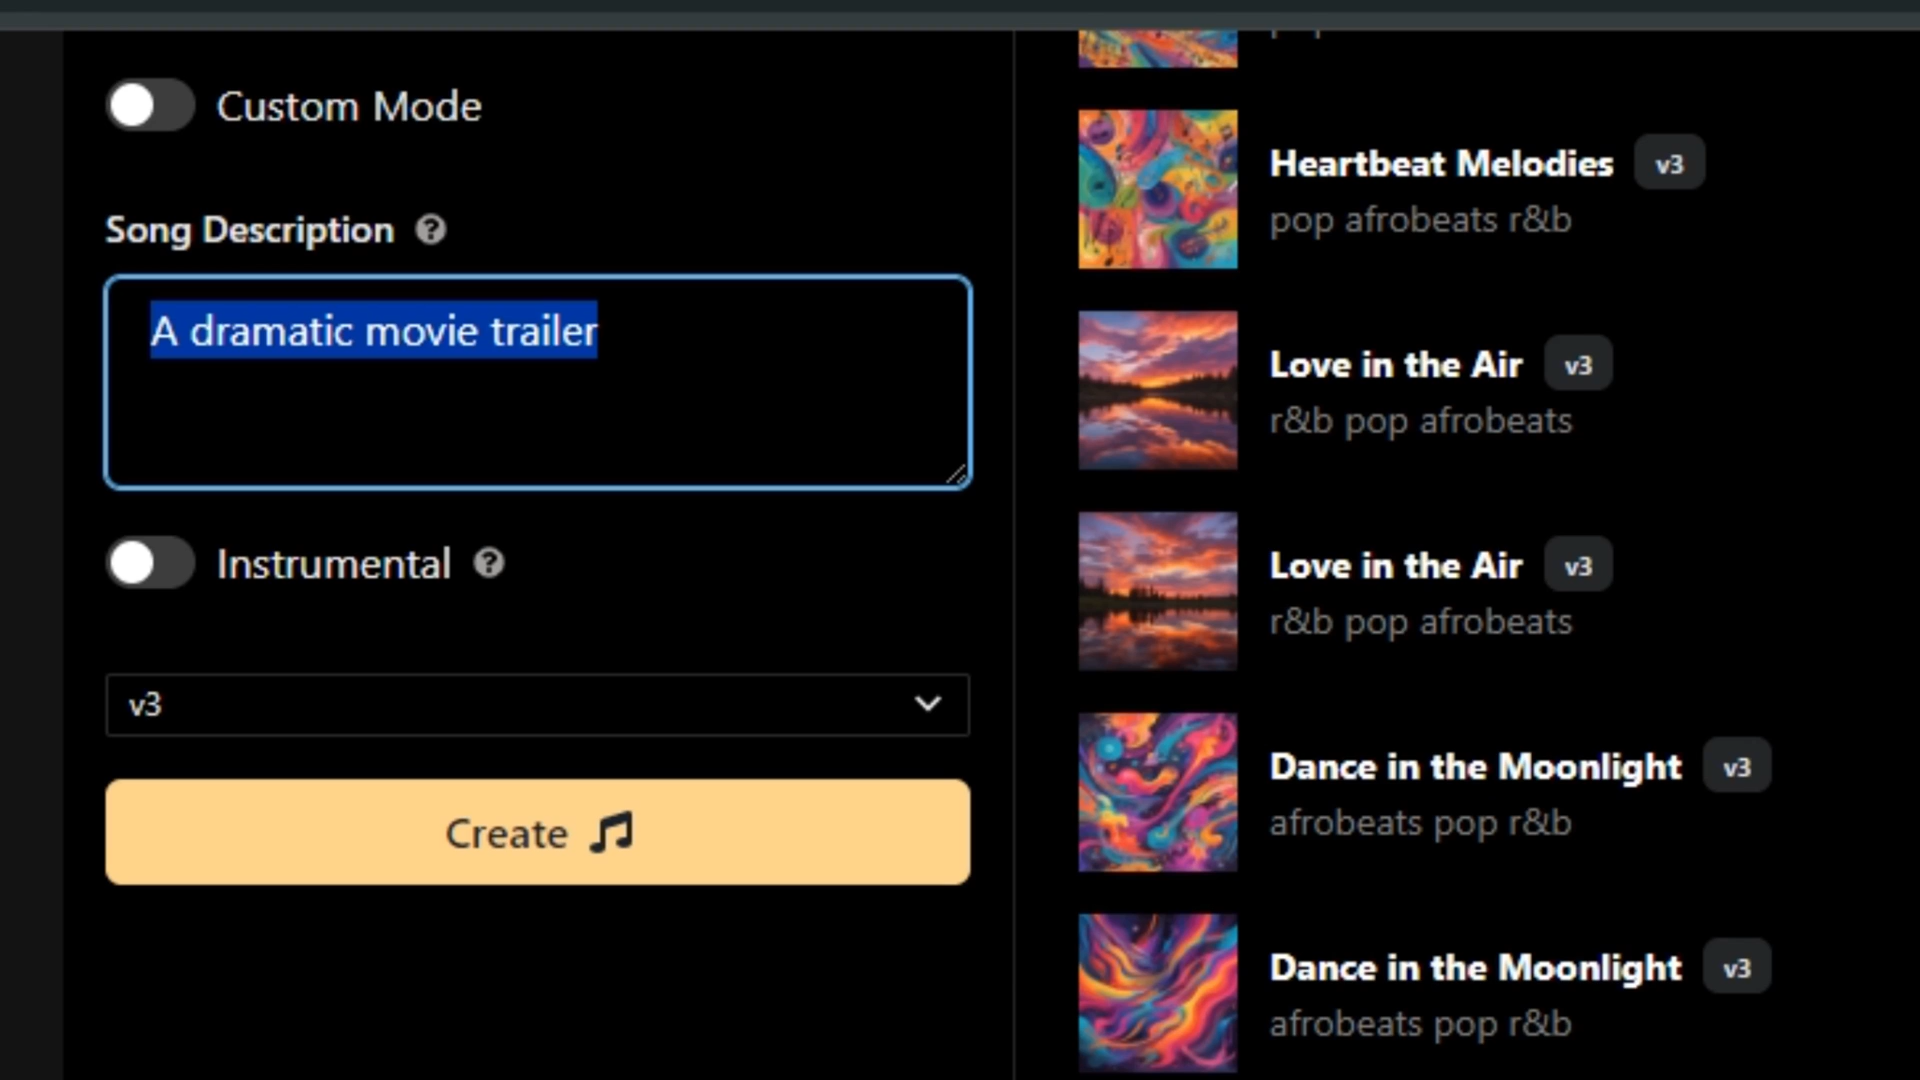 Custom Mode
Song Description
A dramatic movie trailer
Instrumental
v3
Create
Heartbeat Melodies v3
pop afrobeats r&b
Love in the Air v3
r&b pop afrobeats
Love in the Air v3
r&b pop afrobeats
Dance in the Moonlight v3
afrobeats pop r&b
Dance in the Moonlight v3
afrobeats pop r&b